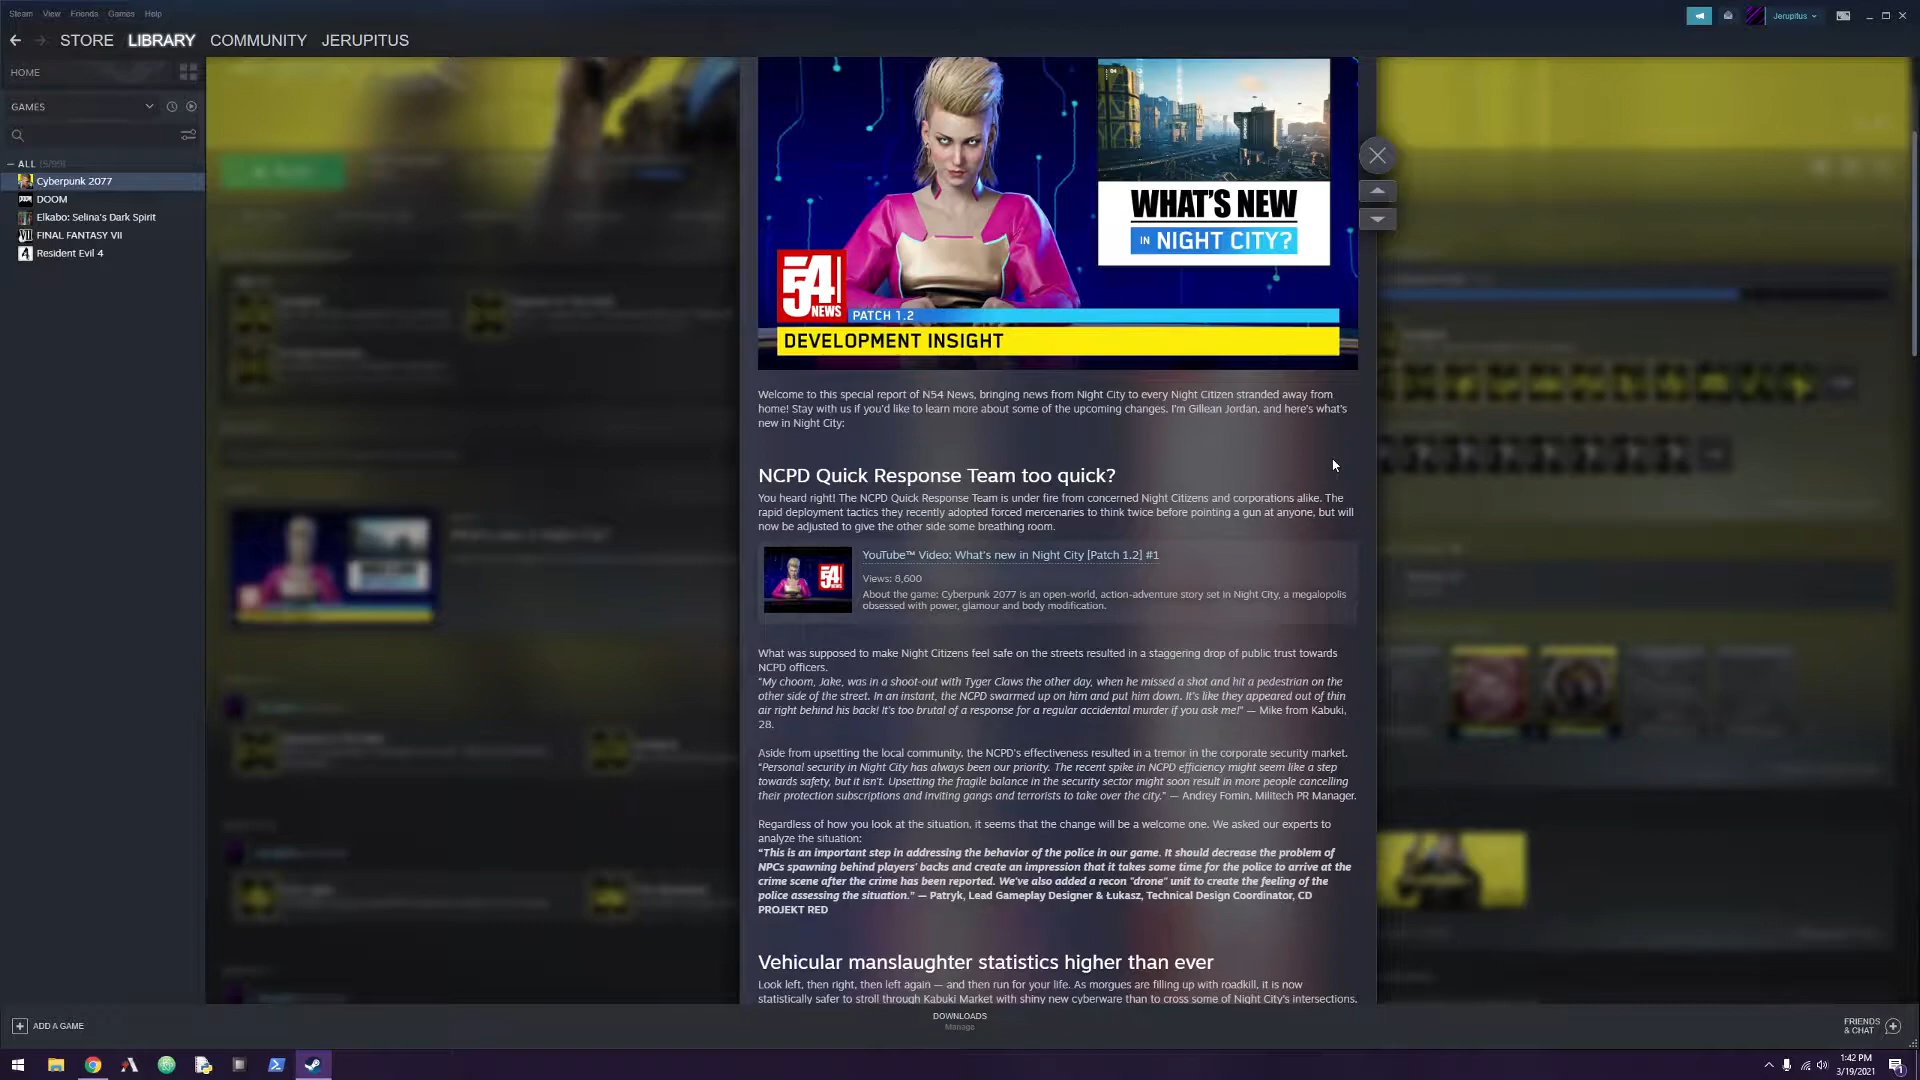 Steam View Friends Games Help
Jerupitus
STORE LIBRARY COMMUNITY JERUPITUS
HOME
GAMES
ALL (5/99)
Cyberpunk 2077
DOOM
Elkabo: Selina's Dark Spirit
FINAL FANTASY VII
Resident Evil 4
WHAT'S NEW
IN NIGHT CITY?
54
NEWS
PATCH 1.2
DEVELOPMENT INSIGHT
Welcome to this special report of N54 News, bringing news from Night City to every Night Citizen stranded away from
home! Stay with us if you'd like to learn more about some of the upcoming changes. I'm Gillean Jordan, and here's what's
new in Night City:
NCPD Quick Response Team too quick?
You heard right! The NCPD Quick Response Team is under fire from concerned Night Citizens and corporations alike. The
rapid deployment tactics they recently adopted forced mercenaries to think twice before pointing a gun at anyone, but will
now be adjusted to give the other side some breathing room.
54
YouTube™ Video: What's new in Night City [Patch 1.2] #1
Views: 8,600
About the game: Cyberpunk 2077 is an open-world, action-adventure story set in Night City, a megalopolis
obsessed with power, glamour and body modification.
What was supposed to make Night Citizens feel safe on the streets resulted in a staggering drop of public trust towards
NCPD officers.
"My choom, Jake, was in a shoot-out with Tyger Claws the other day, when he missed a shot and hit a pedestrian on the
other side of the street. In an instant, the NCPD swarmed up on him and put him down. It's like they appeared out of thin
air right behind his back! It's too brutal of a response for a regular accidental murder if you ask me!" — Mike from Kabuki,
28.
Aside from upsetting the local community, the NCPD's effectiveness resulted in a tremor in the corporate security market.
"Personal security in Night City has always been our priority. The recent spike in NCPD efficiency might seem like a step
towards safety, but it isn't. Upsetting the fragile balance in the security sector might soon result in more people cancelling
their protection subscriptions and inviting gangs and terrorists to take over the city." — Andrey Fomin, Militech PR Manager.
Regardless of how you look at the situation, it seems that the change will be a welcome one. We asked our experts to
analyze the situation:
"This is an important step in addressing the behavior of the police in our game. It should decrease the problem of
NPCs spawning behind players' backs and create an impression that it takes some time for the police to arrive at the
crime scene after the crime has been reported. We've also added a recon "drone" unit to create the feeling of the
police assessing the situation." — Patryk, Lead Gameplay Designer & Łukasz, Technical Design Coordinator, CD
PROJEKT RED
Vehicular manslaughter statistics higher than ever
Look left, then right, then left again — and then run for your life. As morgues are filling up with roadkill, it is now
statistically safer to stroll through Kabuki Market with shiny new cyberware than to cross some of Night City's intersections.
ADD A GAME
DOWNLOADS
Manage
FRIENDS
& CHAT
1:42 PM
3/19/2021